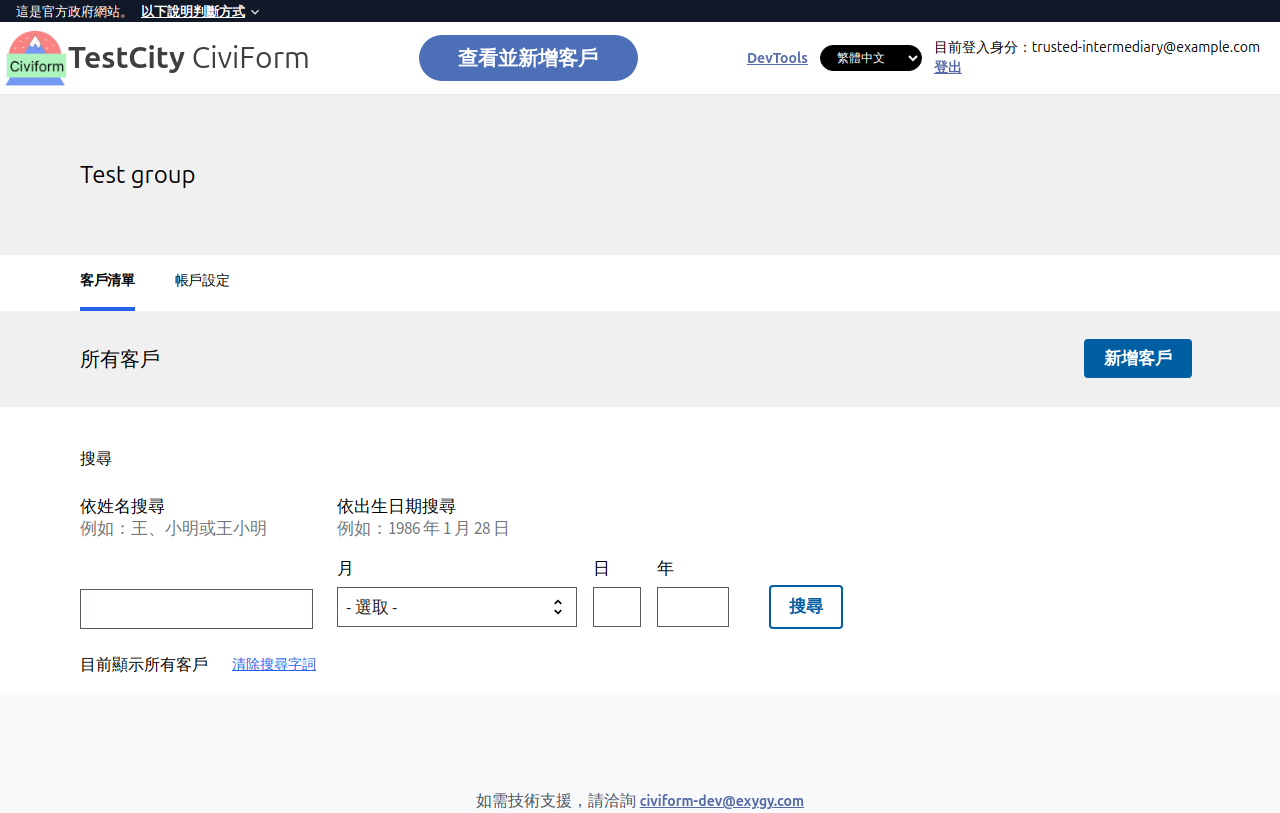 這是官方政府網站。 以下說明判斷方式
Civiform TestCity CiviForm 查看並新增客戶 DevTools 繁體中文 目前登入身分：trusted-intermediary@example.com
登出
Test group
客戶清單 帳戶設定
所有客戶 新增客戶
搜尋
依姓名搜尋 依出生日期搜尋
例如：王、小明或王小明 例如：1986 年 1 月 28 日
月 日 年
- 選取 - 搜尋
目前顯示所有客戶 清除搜尋字詞
如需技術支援，請洽詢 civiform-dev@exygy.com